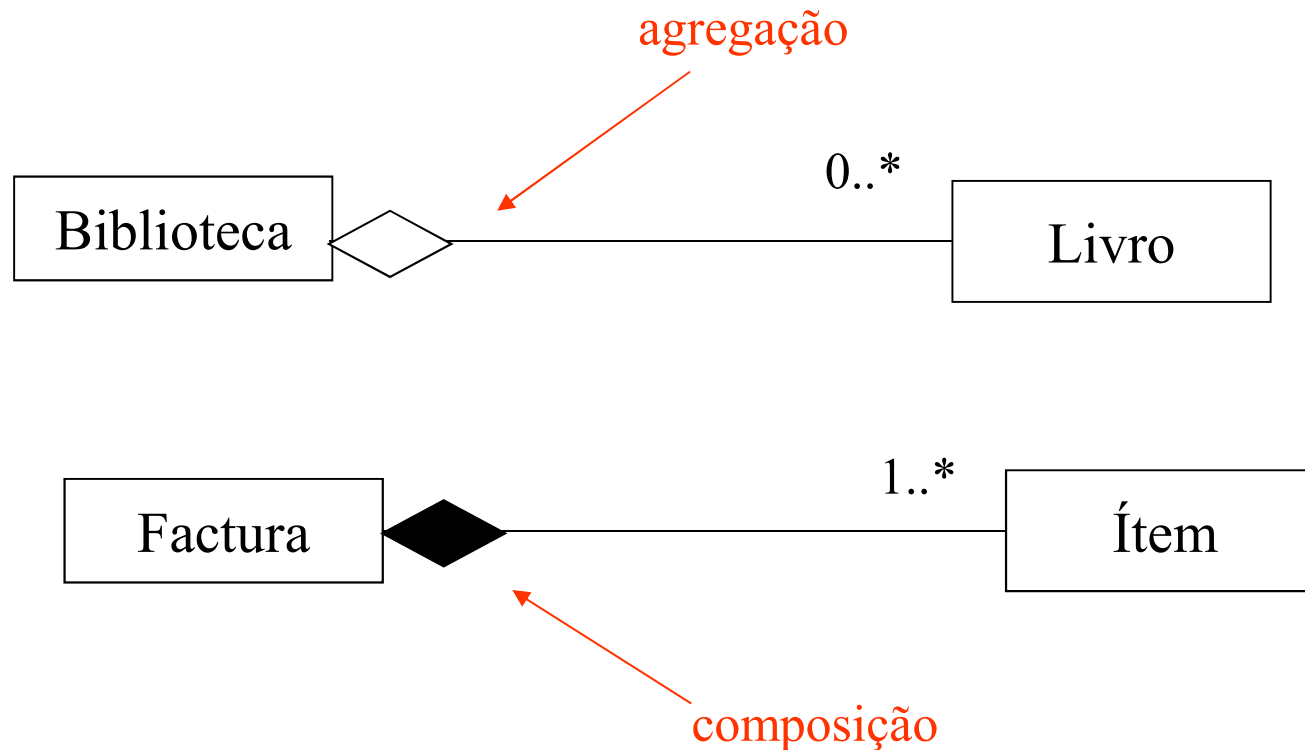 agregação
0..*
Biblioteca
Livro
1..*
Factura
Ítem
composição